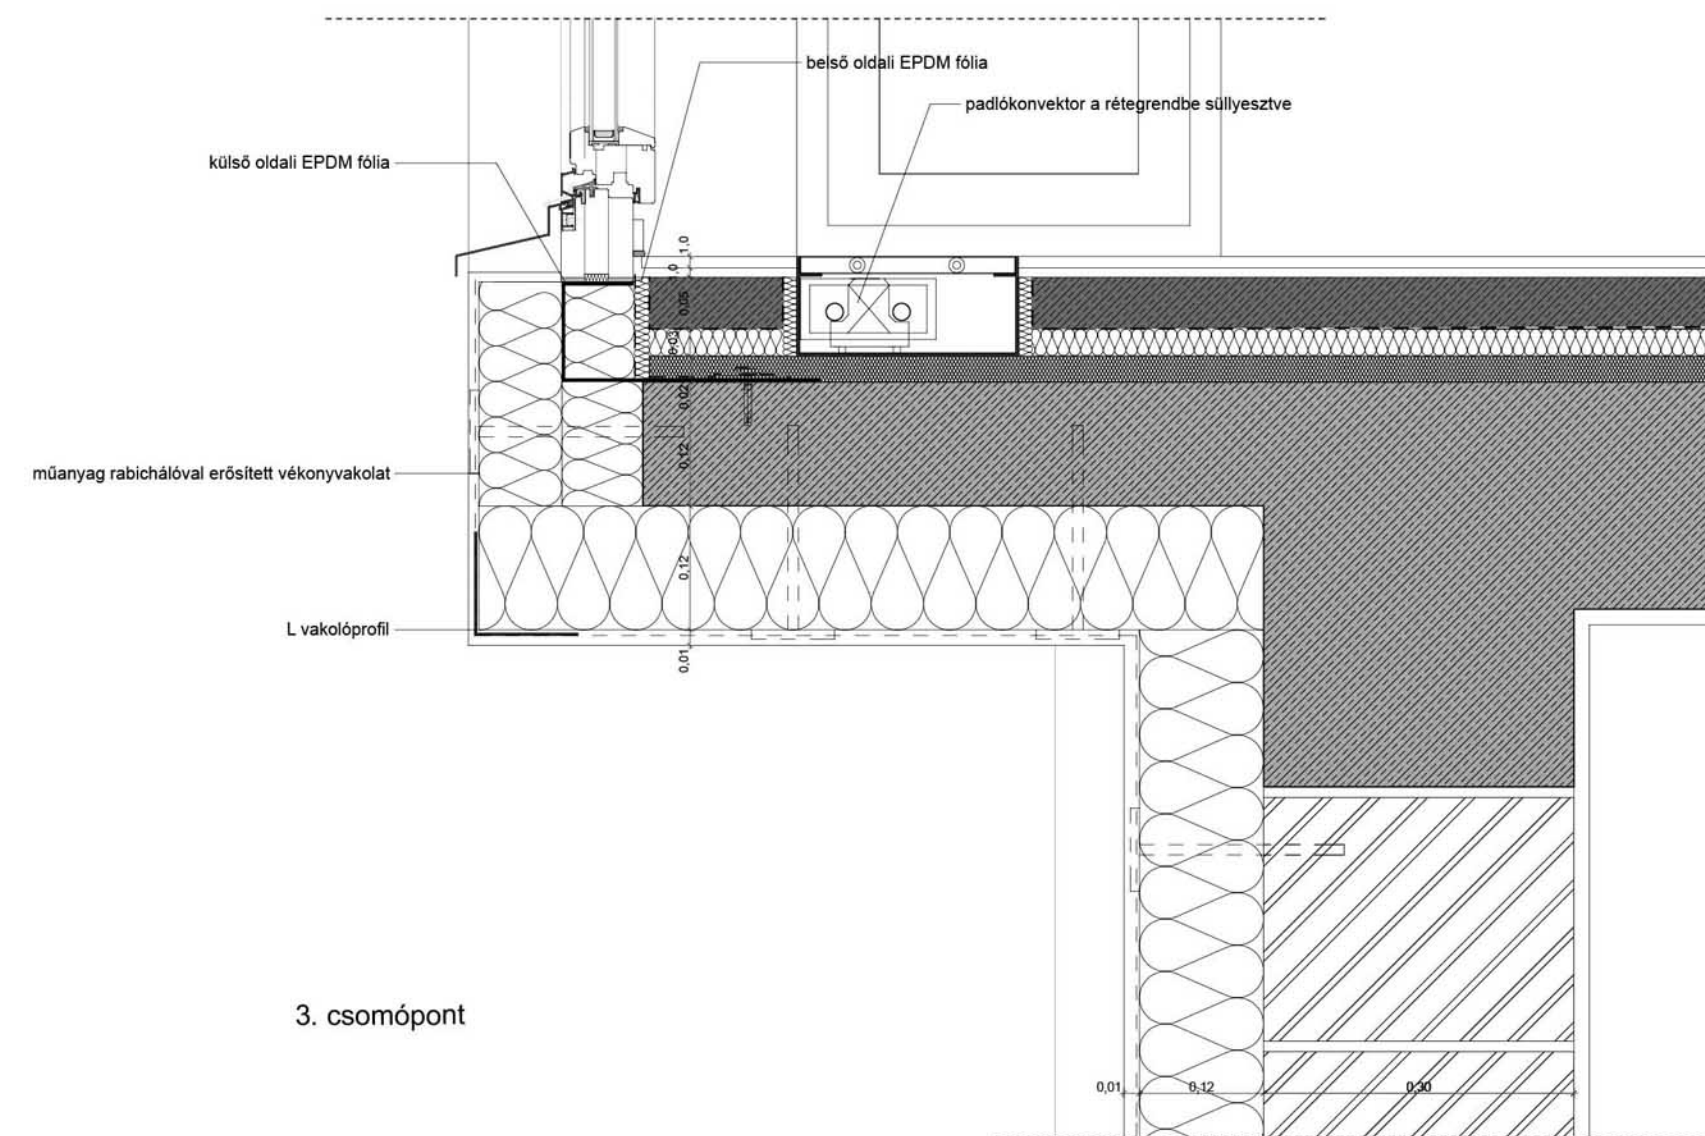 belső oldali EPDM fólia
padlókonvektor a rétegrendbe süllyesztve
külső oldali EPDM fólia
1,0
1,0
0,05
0,03
0,02
0,12
műanyag rabichálóval erősített vékonyvakolat
0,12
L vakolóprofil
0,01
3. csomópont
0,01
0,12
0,30